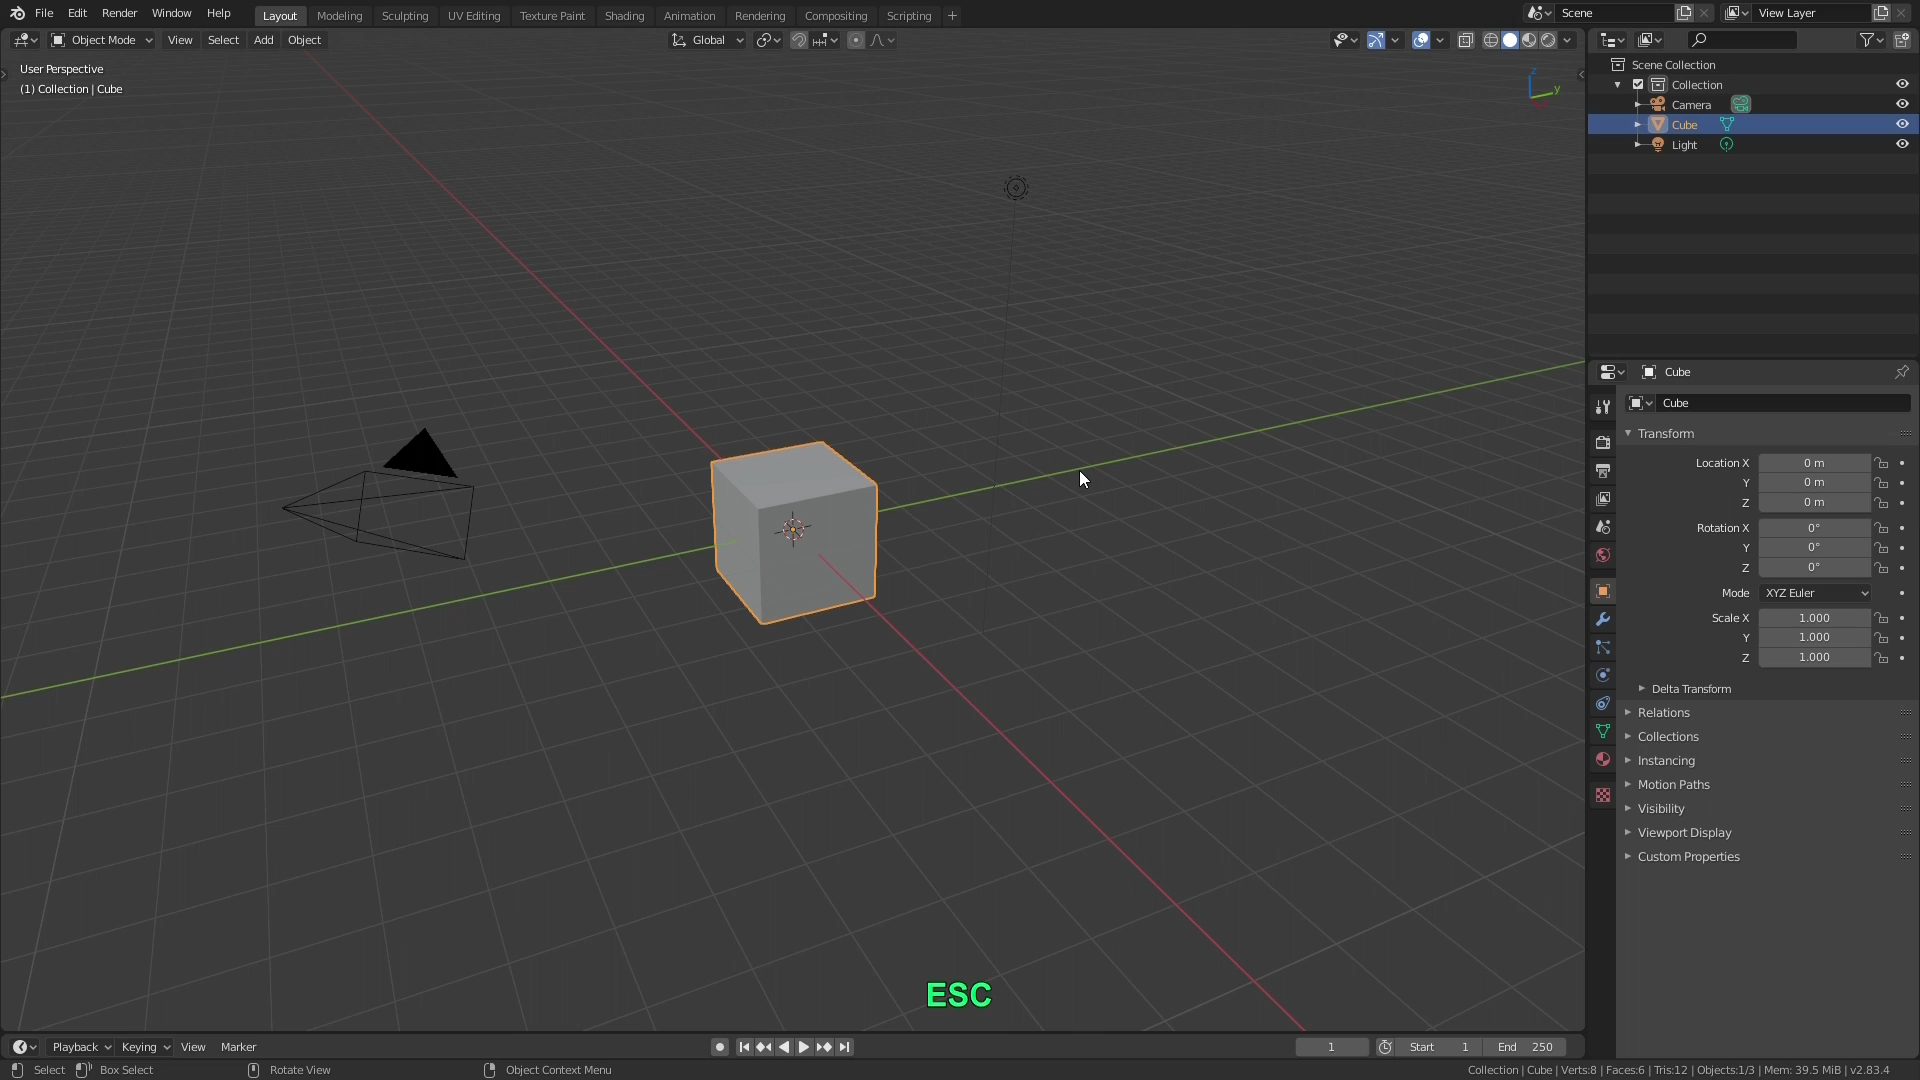 File Edit Render Window Help Layout Modeling Sculpting UV Editing Texture Paint Shading Animation Rendering Compositing Scripting + Scene View Layer
Object Mode View Select Add Object Global
User Perspective
(1) Collection | Cube
z
y
Scene Collection
Collection
Camera
Cube
Light
Cube
Cube
Transform
Location X 0 m
Y 0 m
Z 0 m
Rotation X 0°
Y 0°
Z 0°
Mode XYZ Euler
Scale X 1.000
Y 1.000
Z 1.000
Delta Transform
Relations
Collections
Instancing
Motion Paths
Visibility
Viewport Display
Custom Properties
ESC
Playback Keying View Marker 1 Start 1 End 250
Select Box Select Rotate View Object Context Menu Collection | Cube | Verts:8 | Faces:6 | Tris:12 | Objects:1/3 | Mem: 39.5 MiB | v2.83.4